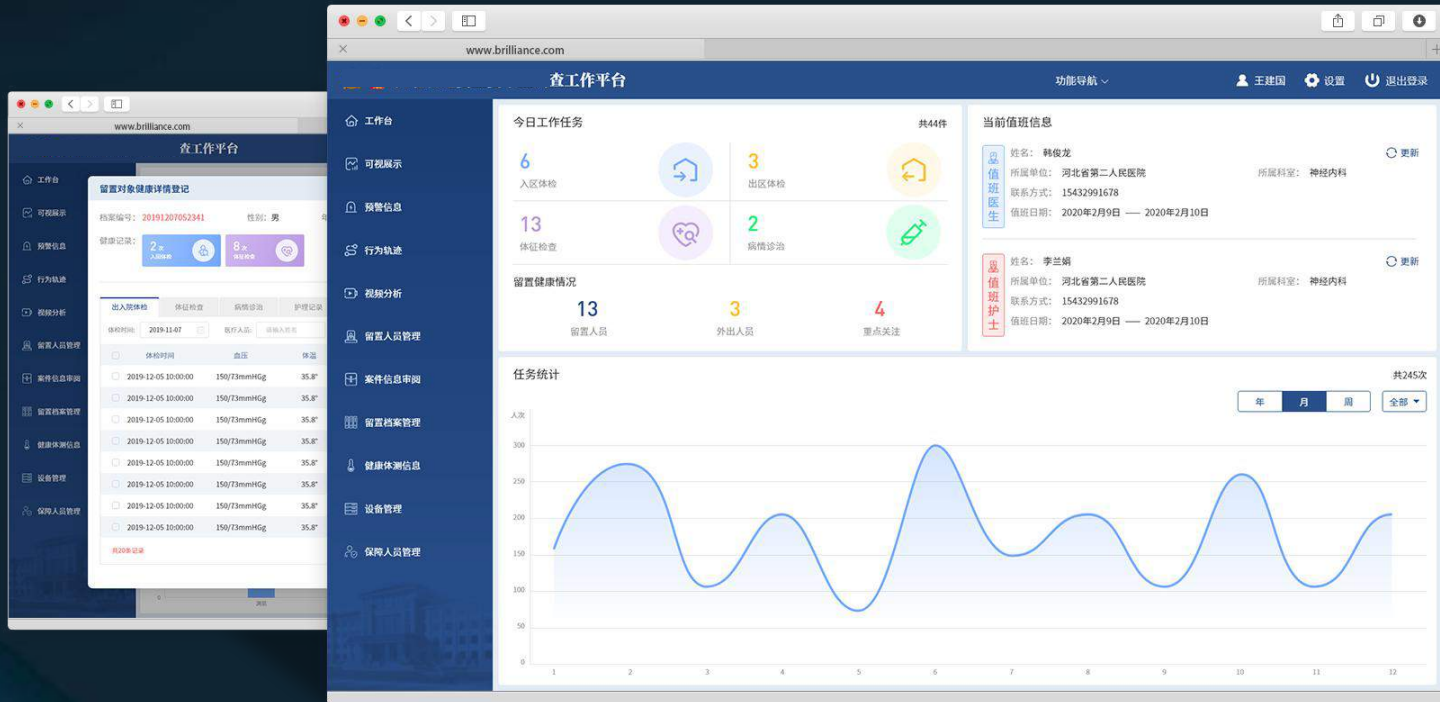 www.brilliance.com
查工作平台
工作台
可视展示
预警信息
行为轨迹
视频分析
留置人员管理
案件信息审阅
留置档案管理
健康体测信息
设备管理
保障人员管理
留置对象健康详情登记
档案编号： 20191207052341 性别： 男
健康记录： 2次 8次
入区体检 体征检查
出入院体检 体征检查 病情诊治 护理记录
体检时间: 2019-11-07 医疗人员: 请输入姓名
体检时间 血压 体温
2019-12-05 10:00:00 150/73mmHGg 35.8°
2019-12-05 10:00:00 150/73mmHGg 35.8°
2019-12-05 10:00:00 150/73mmHGg 35.8°
2019-12-05 10:00:00 150/73mmHGg 35.8°
2019-12-05 10:00:00 150/73mmHGg 35.8°
2019-12-05 10:00:00 150/73mmHGg 35.8°
2019-12-05 10:00:00 150/73mmHGg 35.8°
2019-12-05 10:00:00 150/73mmHGg 35.8°
共20条记录
0
www.brilliance.com
查工作平台 功能导航 王建国 设置 退出登录
工作台
可视展示
预警信息
行为轨迹
视频分析
留置人员管理
案件信息审阅
留置档案管理
健康体测信息
设备管理
保障人员管理
今日工作任务 共44件
6
入区体检
3
出区体检
13
体征检查
2
病情诊治
留置健康情况
13 3 4
留置人员 外出人员 重点关注
当前值班信息
值班医生
姓名： 韩俊龙 更新
所属单位： 河北省第二人民医院 所属科室： 神经内科
联系方式： 15432991678
值班日期： 2020年2月9日 —— 2020年2月10日
值班护士
姓名： 李兰娟 更新
所属单位： 河北省第二人民医院 所属科室： 神经内科
联系方式： 15432991678
值班日期： 2020年2月9日 —— 2020年2月10日
任务统计 共245次
年 月 周 全部
人次
300
250
200
150
100
50
0
1 2 3 4 5 6 7 8 9 10 11 12